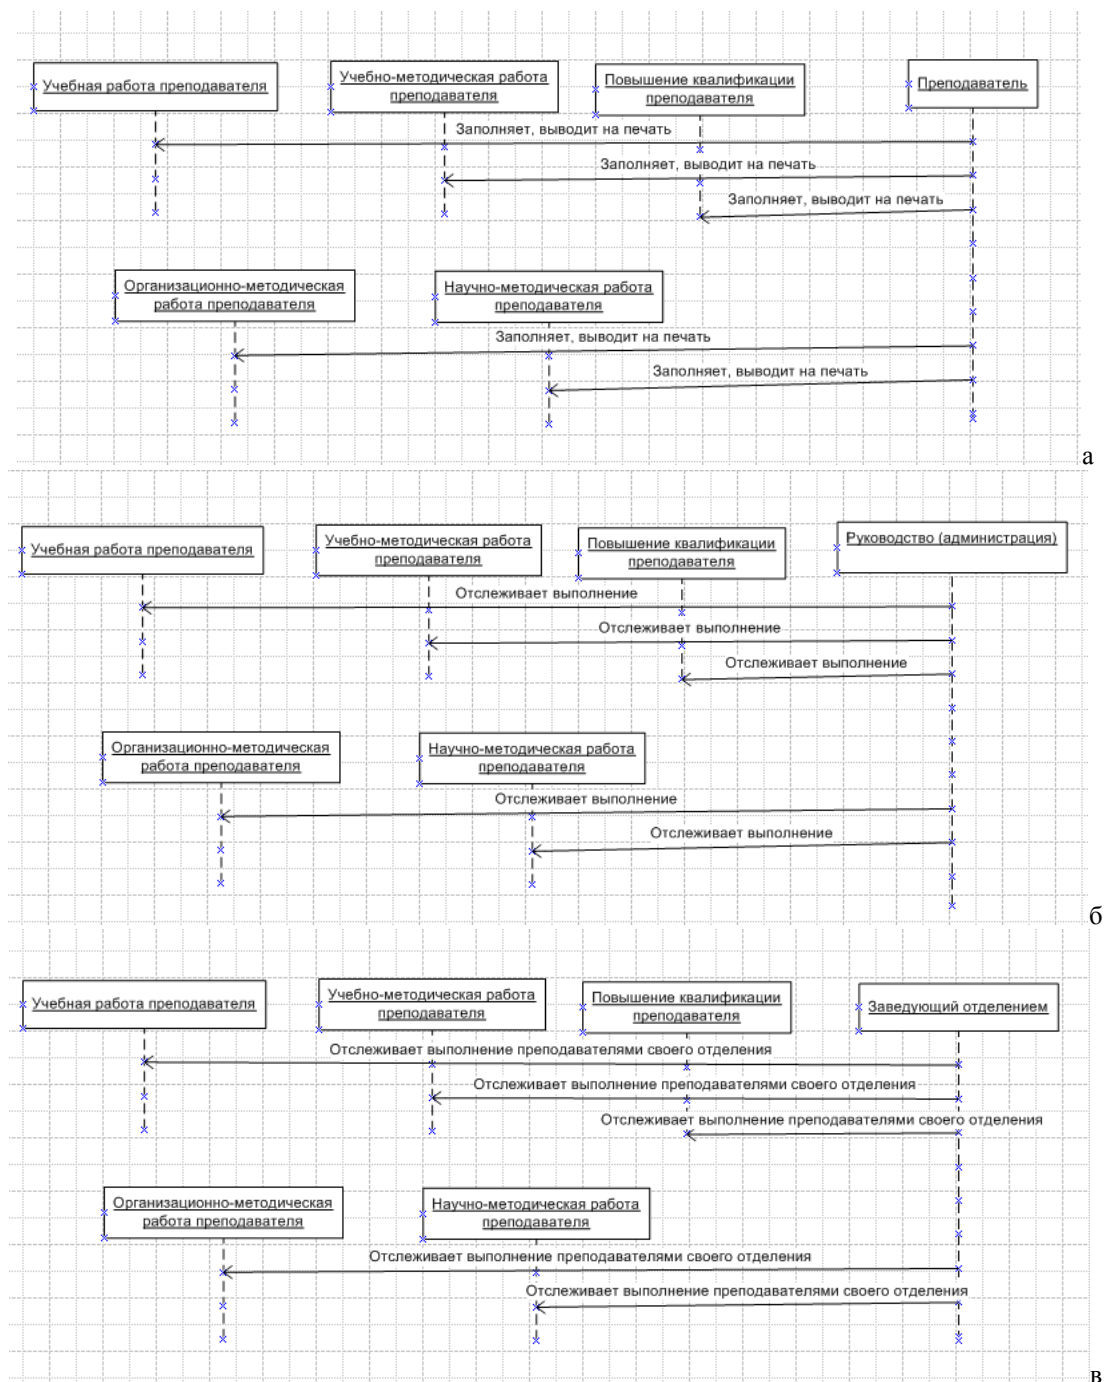 Учебная работа преподавателя
Учебно-методическая работа
преподавателя
Повышение квалификации
преподавателя
Преподаватель
Заполняет, выводит на печать
Заполняет, выводит на печать
Заполняет, выводит на печать
Организационно-методическая
работа преподавателя
Научно-методическая работа
преподавателя
Заполняет, выводит на печать
Заполняет, выводит на печать
а
Учебная работа преподавателя
Учебно-методическая работа
преподавателя
Повышение квалификации
преподавателя
Руководство (администрация)
Отслеживает выполнение
Отслеживает выполнение
Отслеживает выполнение
Организационно-методическая
работа преподавателя
Научно-методическая работа
преподавателя
Отслеживает выполнение
Отслеживает выполнение
б
Учебная работа преподавателя
Учебно-методическая работа
преподавателя
Повышение квалификации
преподавателя
Заведующий отделением
Отслеживает выполнение преподавателями своего отделения
Отслеживает выполнение преподавателями своего отделения
Отслеживает выполнение преподавателями своего отделения
Организационно-методическая
работа преподавателя
Научно-методическая работа
преподавателя
Отслеживает выполнение преподавателями своего отделения
Отслеживает выполнение преподавателями своего отделения
в